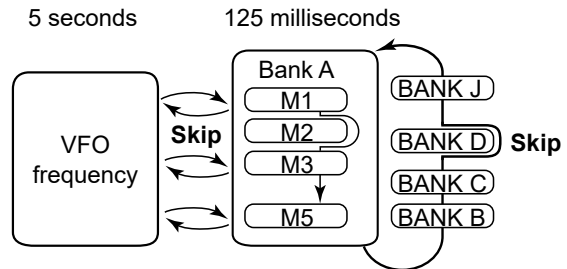 5 seconds
125 milliseconds
Bank A
M1
M2
M3
M5
VFO
frequency
Skip
BANK J
BANK D
Skip
BANK C
BANK B